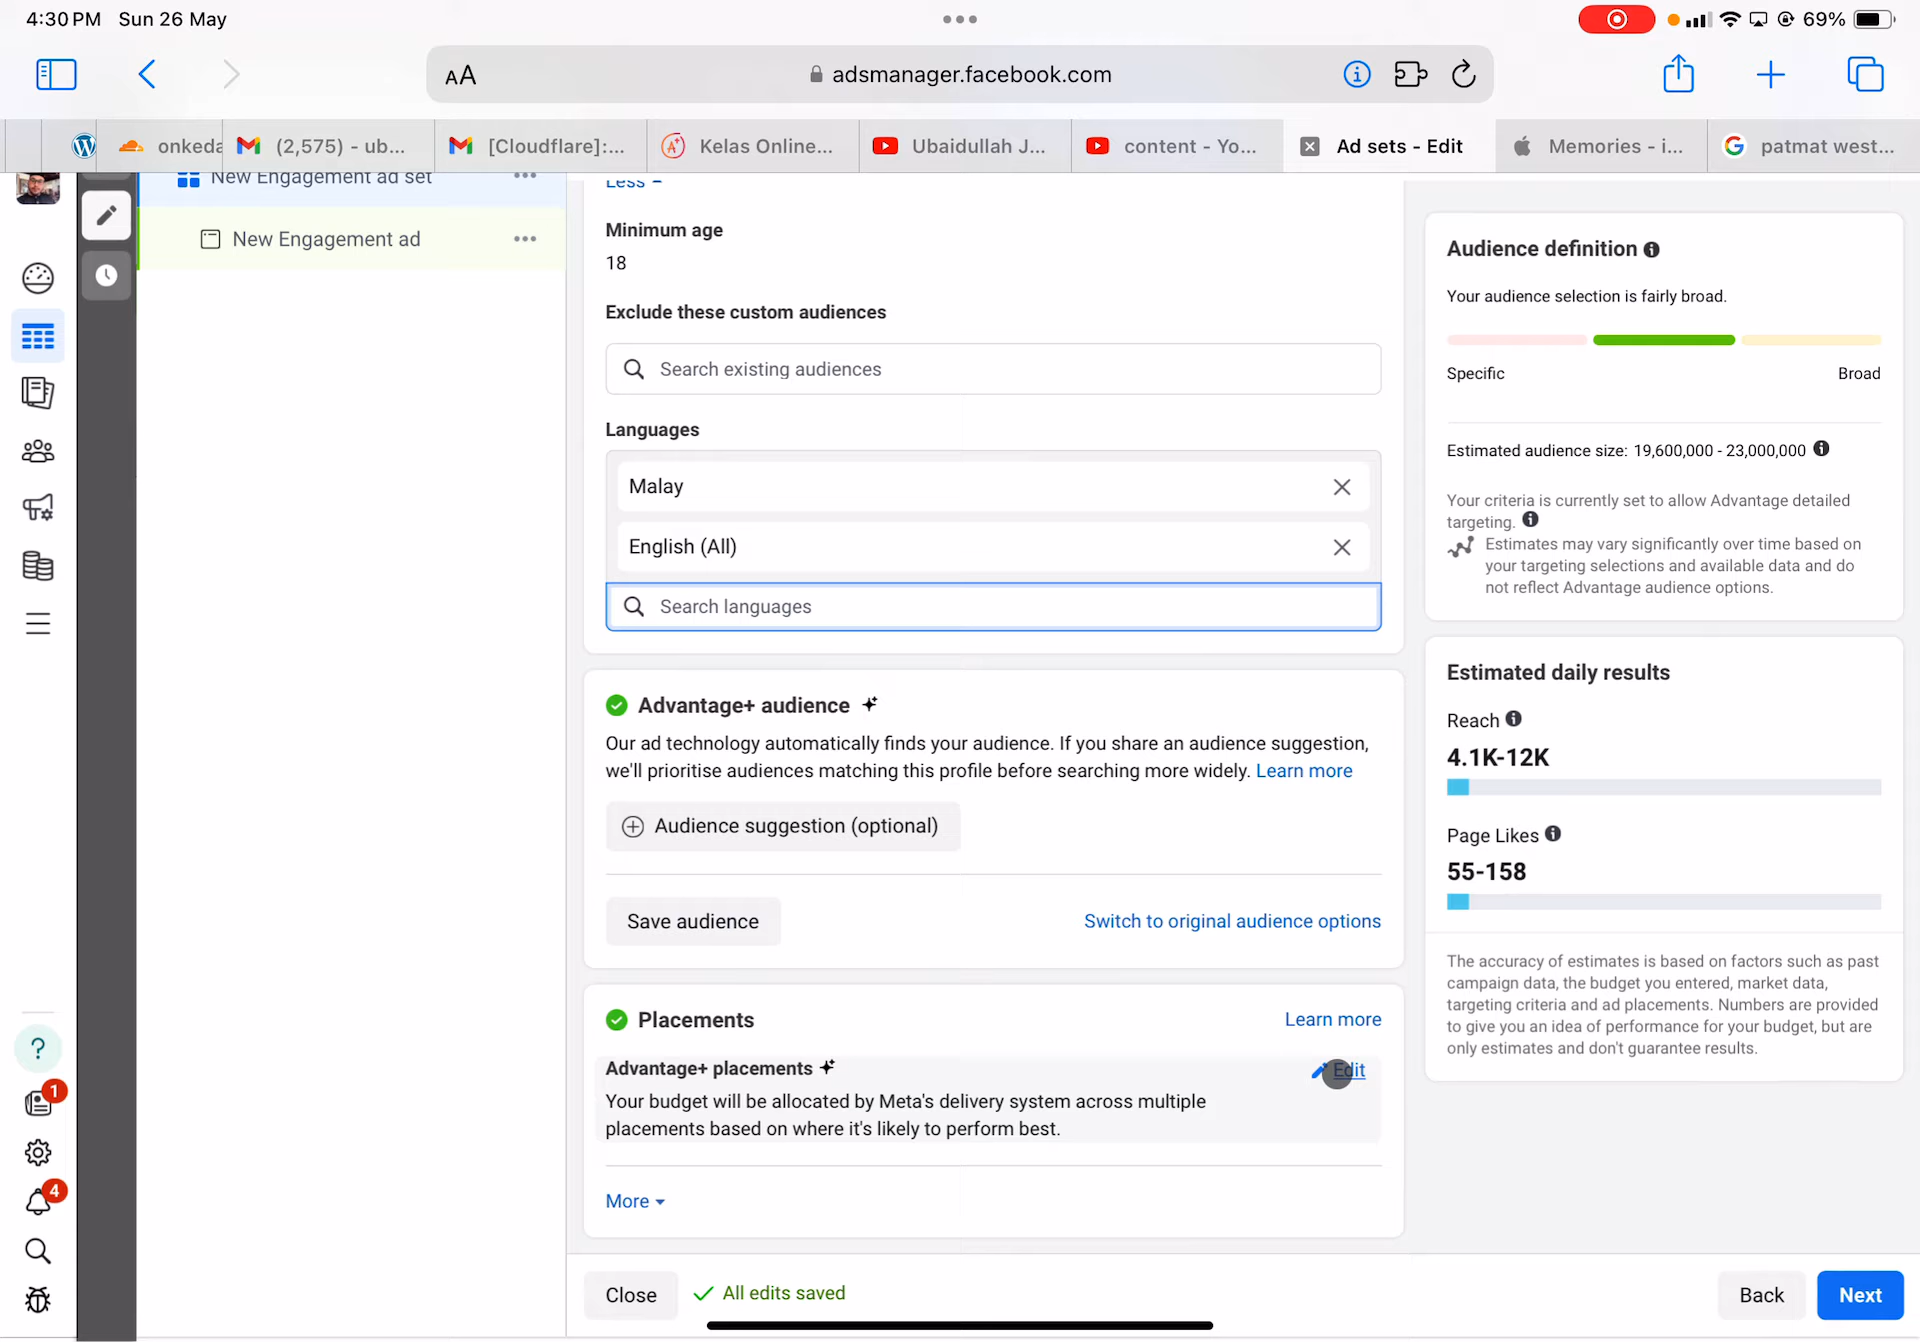 4:30 PM Sun 26 May
69%
AA
adsmanager.facebook.com
onkeda
(2,575) - ub...
[Cloudflare]:...
Kelas Online...
Ubaidullah J...
content - Yo...
Ad sets - Edit
Memories - i...
patmat west...
New Engagement ad set
New Engagement ad
Less
Minimum age
18
Exclude these custom audiences
Search existing audiences
Languages
Malay
English (All)
Search languages
Advantage+ audience
Our ad technology automatically finds your audience. If you share an audience suggestion,
we'll prioritise audiences matching this profile before searching more widely. Learn more
Audience suggestion (optional)
Save audience
Switch to original audience options
Placements
Learn more
Advantage+ placements
Edit
Your budget will be allocated by Meta's delivery system across multiple
placements based on where it's likely to perform best.
More
Close
All edits saved
Back
Next
Audience definition
Your audience selection is fairly broad.
Specific
Broad
Estimated audience size: 19,600,000 - 23,000,000
Your criteria is currently set to allow Advantage detailed
targeting.
Estimates may vary significantly over time based on
your targeting selections and available data and do
not reflect Advantage audience options.
Estimated daily results
Reach
4.1K-12K
Page Likes
55-158
The accuracy of estimates is based on factors such as past
campaign data, the budget you entered, market data,
targeting criteria and ad placements. Numbers are provided
to give you an idea of performance for your budget, but are
only estimates and don't guarantee results.
?
1
4